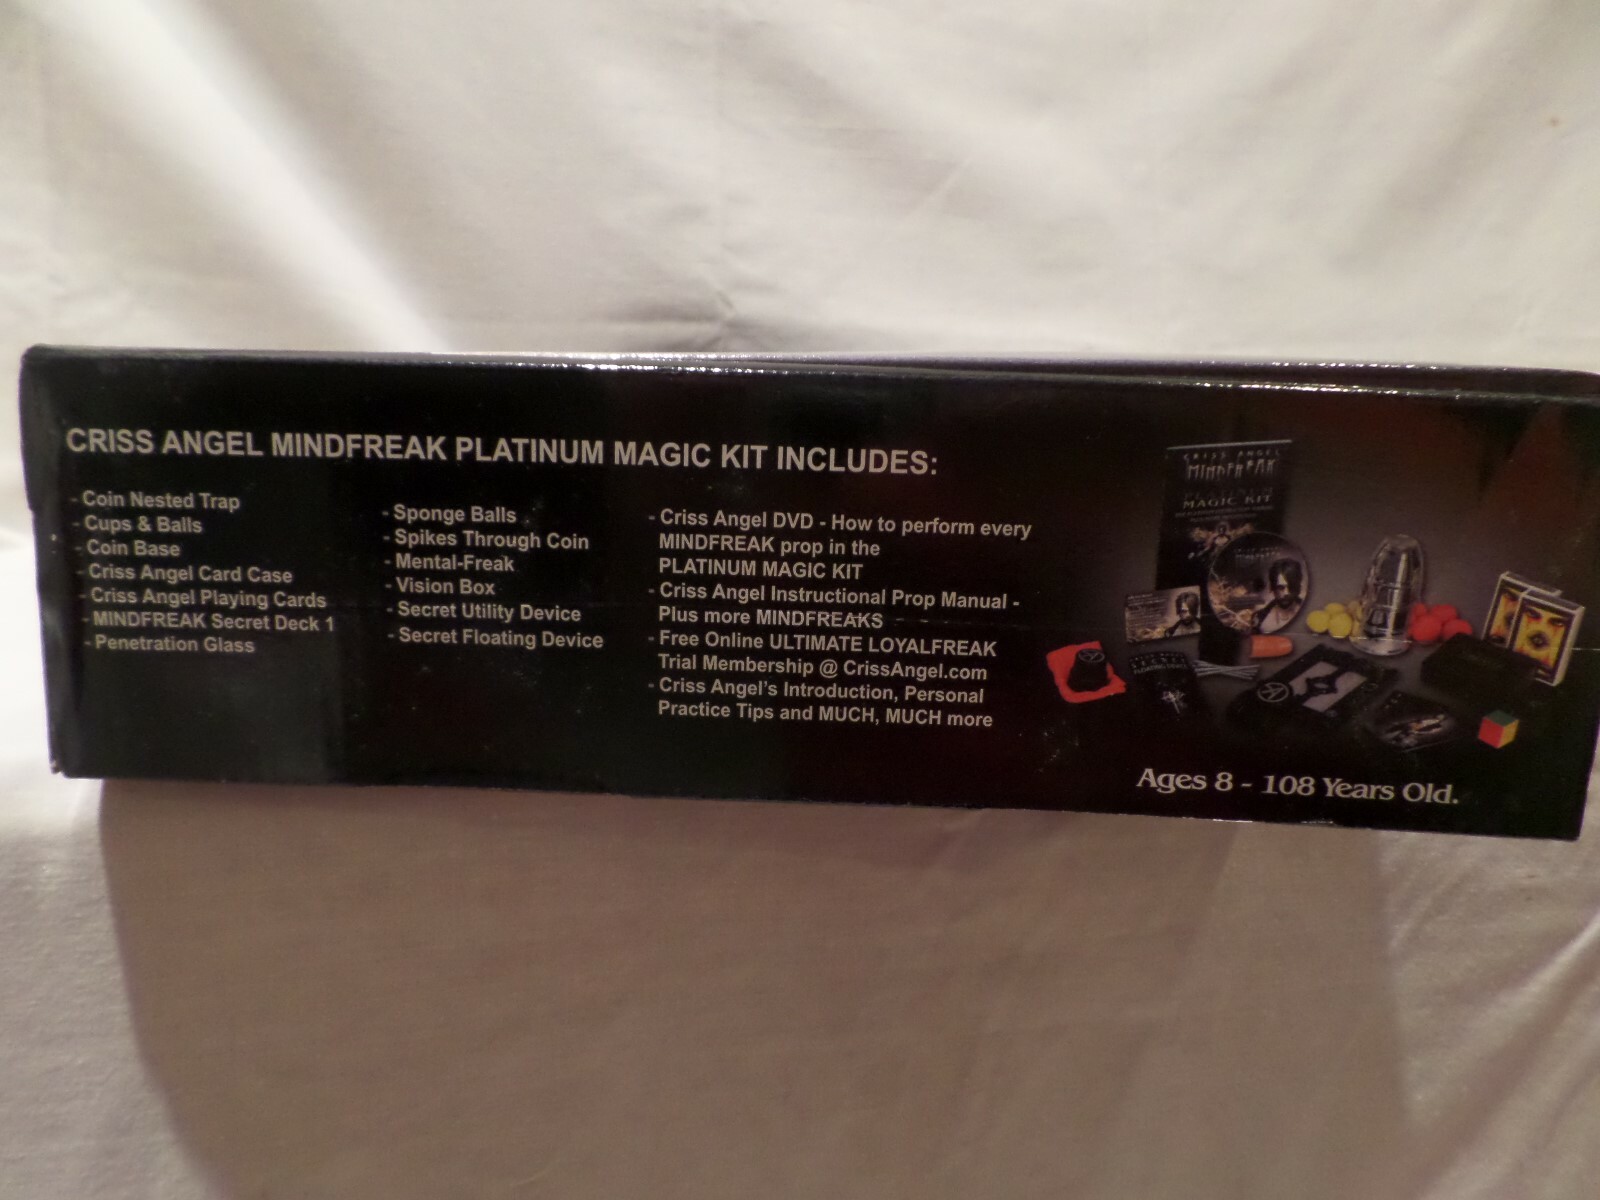 CRISS ANGEL MINDFREAK PLATINUM MAGIC KIT INCLUDES:
- Coin Nested Trap
- Cups & Balls
- Coin Base
- Criss Angel Card Case
- Criss Angel Playing Cards
- MINDFREAK Secret Deck 1
- Penetration Glass
- Sponge Balls
- Spikes Through Coin
- Mental-Freak
- Vision Box
- Secret Utility Device
- Secret Floating Device
- Criss Angel DVD - How to perform every
MINDFREAK prop in the
PLATINUM MAGIC KIT
- Criss Angel Instructional Prop Manual -
Plus more MINDFREAKS
- Free Online ULTIMATE LOYALFREAK
Trial Membership @ CrissAngel.com
- Criss Angel's Introduction, Personal
Practice Tips and MUCH, MUCH more
CRISS ANGEL
MINDFREAK
PLATINUM
MAGIC KIT
Ages 8 - 108 Years Old.